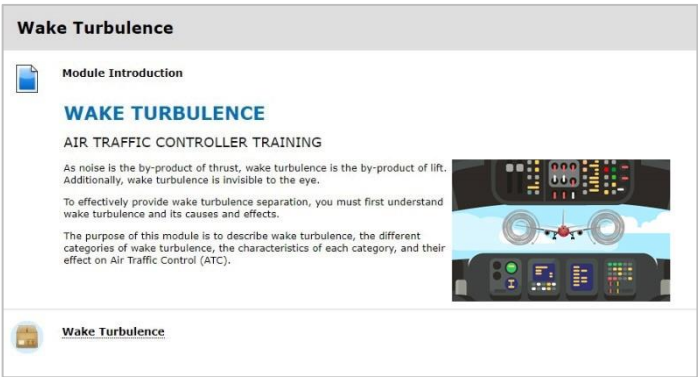 Wake Turbulence
Module Introduction
WAKE TURBULENCE
AIR TRAFFIC CONTROLLER TRAINING
As noise is the by-product of thrust, wake turbulence is the by-product of lift.
Additionally, wake turbulence is invisible to the eye.
To effectively provide wake turbulence separation, you must first understand
wake turbulence and its causes and effects.
The purpose of this module is to describe wake turbulence, the different
categories of wake turbulence, the characteristics of each category, and their
effect on Air Traffic Control (ATC).
Wake Turbulence